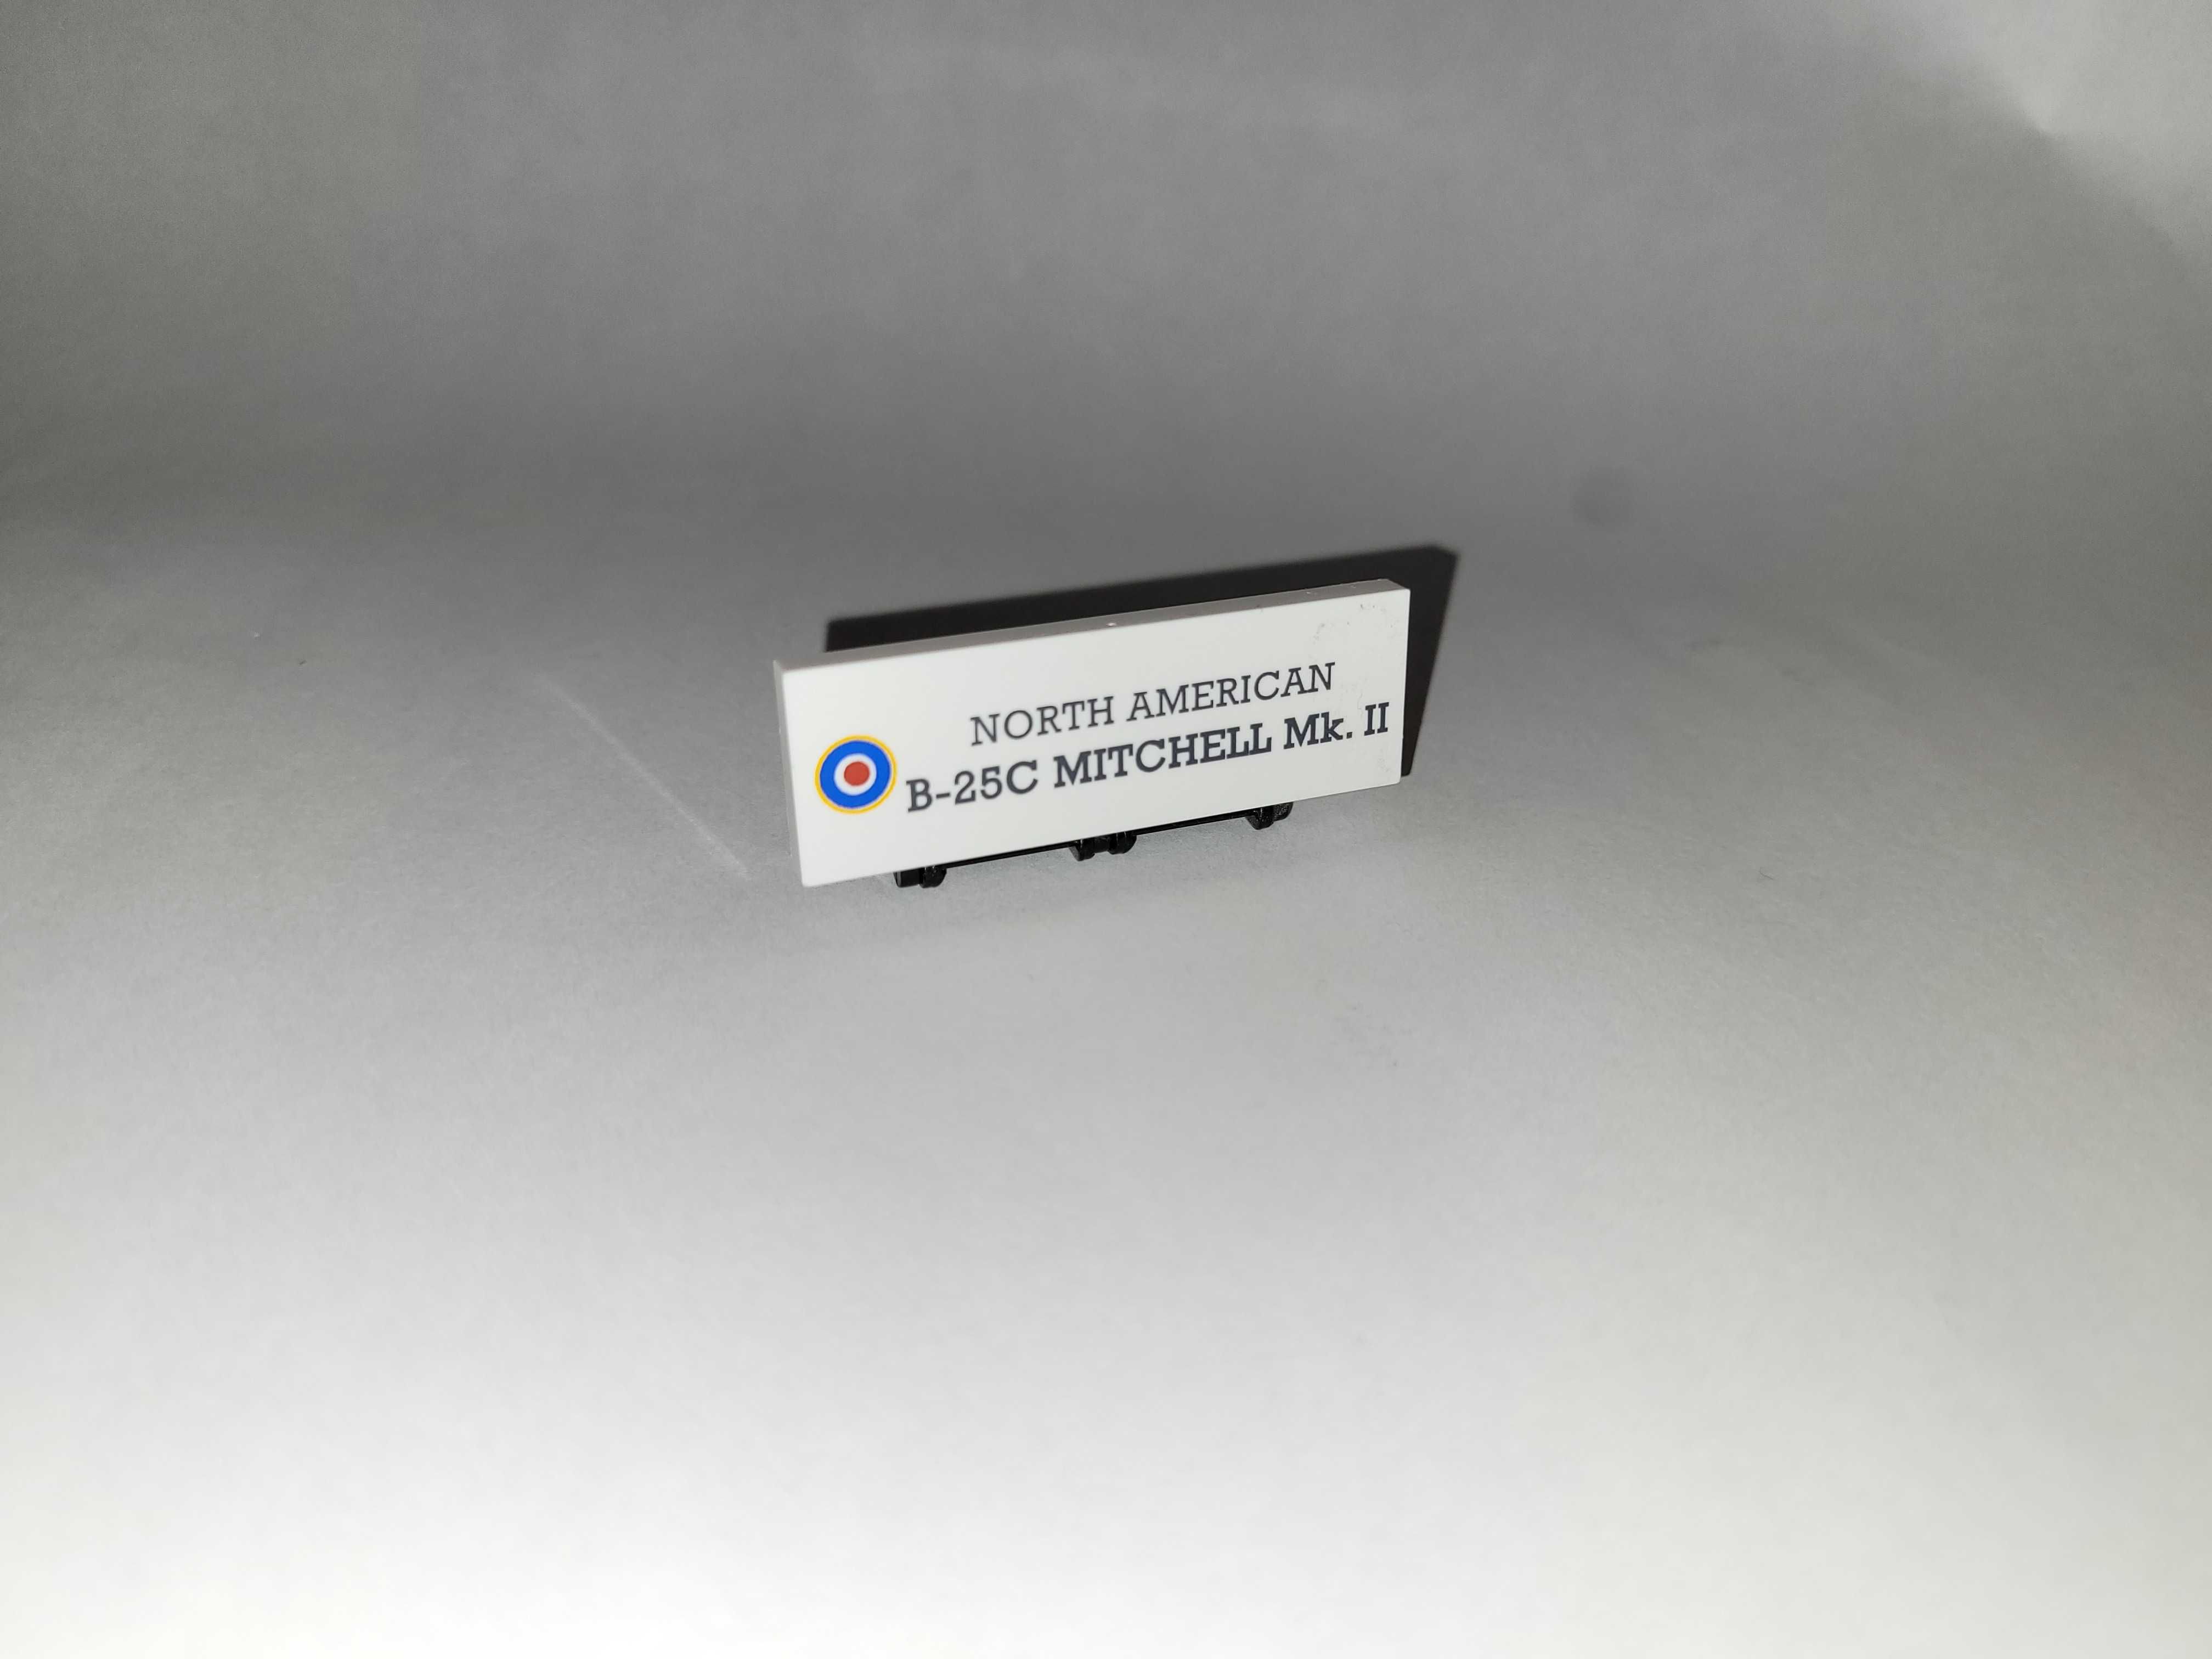 NORTH AMERICAN
B-25C MITCHELL Mk. II